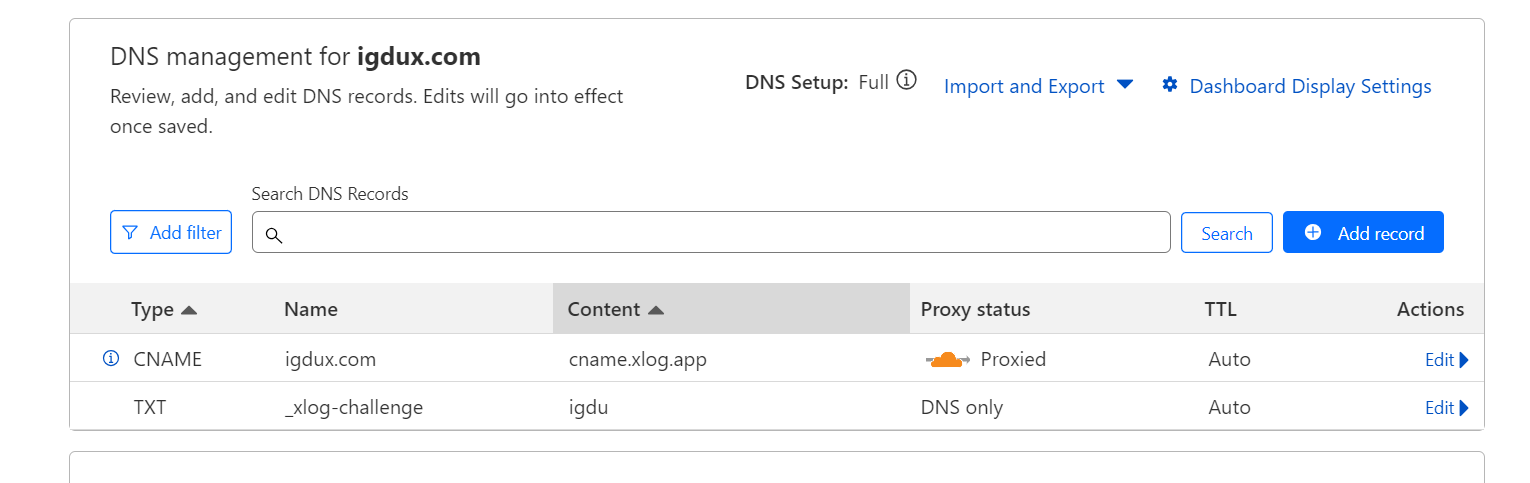 DNS management for igdux.com
Review, add, and edit DNS records. Edits will go into effect
once saved.
DNS Setup: Full
Import and Export
Dashboard Display Settings
Search DNS Records
Add filter
Search
Add record
Type Name Content Proxy status TTL Actions
CNAME igdux.com cname.xlog.app Proxied Auto Edit
TXT _xlog-challenge igdu DNS only Auto Edit